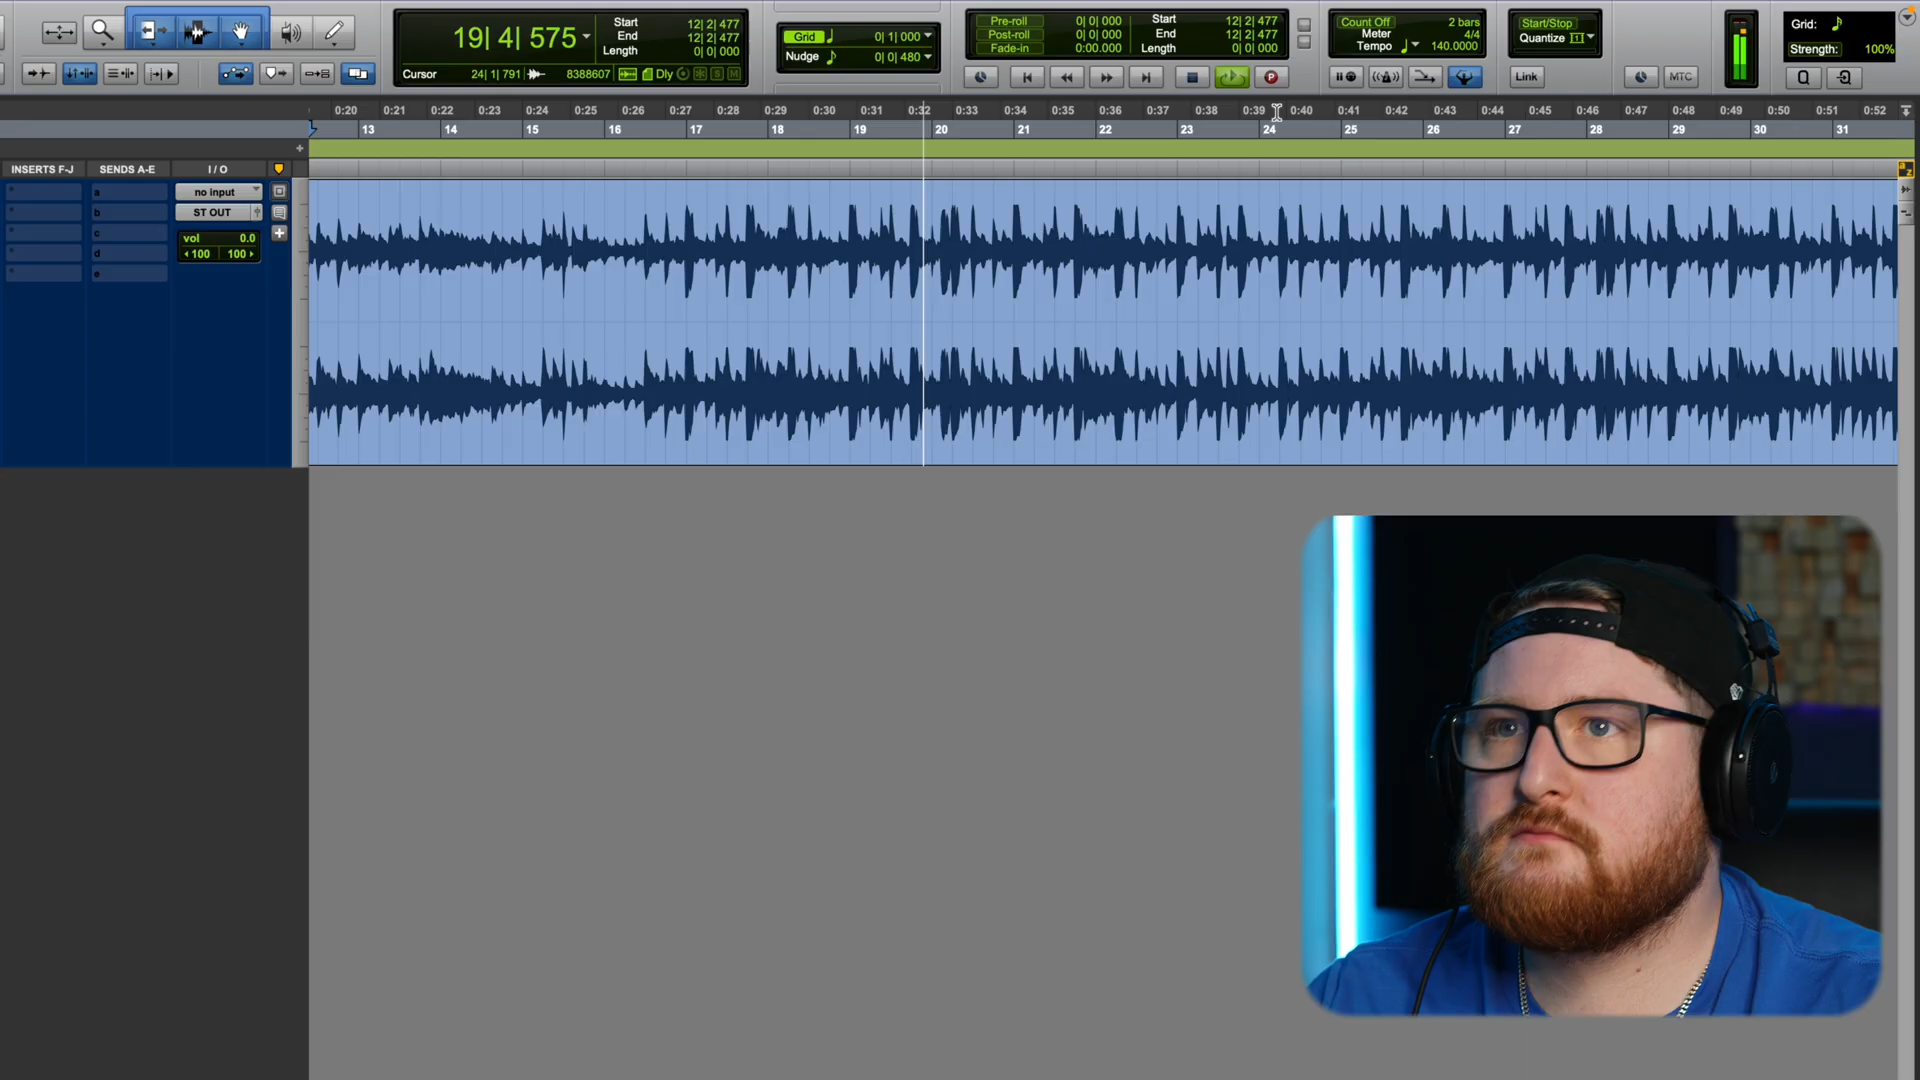 19| 4| 575
Start 12| 2| 477
End 12| 2| 477
Length 0| 0| 000
Cursor 24| 1| 791 8388607 Dly
Grid 0| 1| 000
Nudge 0| 0| 480
Pre-roll 0| 0| 000
Post-roll 0| 0| 000
Fade-in 0:00.000
Start 12| 2| 477
End 12| 2| 477
Length 0| 0| 000
Count Off 2 bars
Meter 4/4
Tempo 140.0000
Start/Stop
Quantize
Link
MTC
Grid:
Strength: 100%
Q
0:20 0:21 0:22 0:23 0:24 0:25 0:26 0:27 0:28 0:29 0:30 0:31 0:32 0:33 0:34 0:35 0:36 0:37 0:38 0:39 0:40 0:41 0:42 0:43 0:44 0:45 0:46 0:47 0:48 0:49 0:50 0:51 0:52
13 14 15 16 17 18 19 20 21 22 23 24 25 26 27 28 29 30 31
INSERTS F-J SENDS A-E I / O
a no input
b ST OUT
c
vol 0.0
d 100 100
e